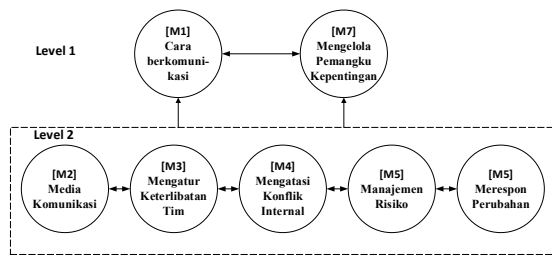 Level 1
[M1]
Cara
berkomuni-
kasi
[M7]
Mengelola
Pemangku
Kepentingan
Level 2
[M2]
Media
Komunikasi
[M3]
Mengatur
Keterlibatan
Tim
[M4]
Mengatasi
Konflik
Internal
[M5]
Manajemen
Risiko
[M5]
Merespon
Perubahan